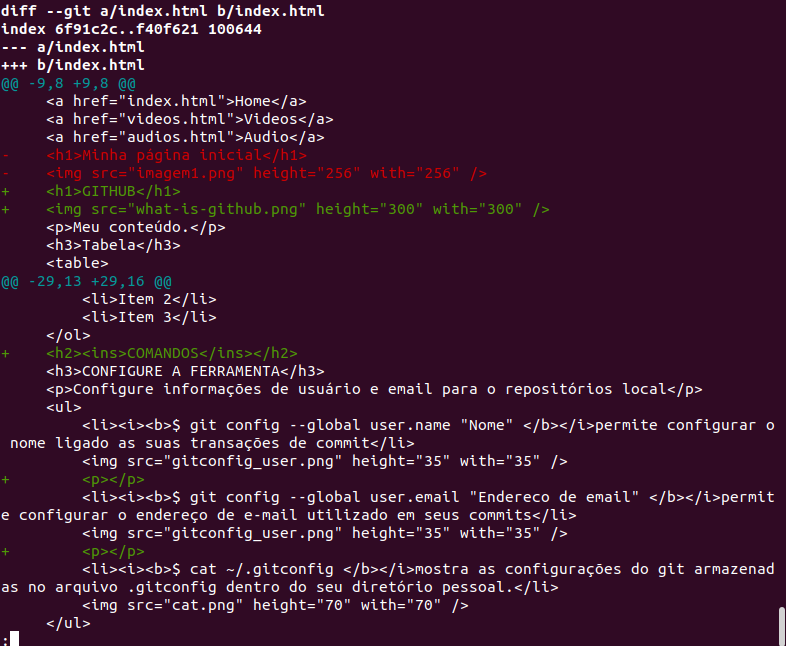 diff --git a/index.html b/index.html
index 6f91c2c..f40f621 100644
--- a/index.html
+++ b/index.html
@@ -9,8 +9,8 @@
     <a href="index.html">Home</a>
     <a href="videos.html">Videos</a>
     <a href="audios.html">Audio</a>
-    <h1>Minha página inicial</h1>
-    <img src="imagem1.png" height="256" with="256" />
+    <h1>GITHUB</h1>
+    <img src="what-is-github.png" height="300" with="300" />
     <p>Meu conteúdo.</p>
     <h3>Tabela</h3>
     <table>
@@ -29,13 +29,16 @@
         <li>Item 2</li>
         <li>Item 3</li>
     </ol>
+    <h2><ins>COMANDOS</ins></h2>
     <h3>CONFIGURE A FERRAMENTA</h3>
     <p>Configure informações de usuário e email para o repositórios local</p>
     <ul>
         <li><i><b>$ git config --global user.name "Nome" </b></i>permite configurar o
 nome ligado as suas transações de commit</li>
         <img src="gitconfig_user.png" height="35" with="35" />
+        <p></p>
         <li><i><b>$ git config --global user.email "Endereco de email" </b></i>permit
e configurar o endereço de e-mail utilizado em seus commits</li>
         <img src="gitconfig_user.png" height="35" with="35" />
+        <p></p>
         <li><i><b>$ cat ~/.gitconfig </b></i>mostra as configurações do git armazenad
as no arquivo .gitconfig dentro do seu diretório pessoal.</li>
         <img src="cat.png" height="70" with="70" />
     </ul>
: